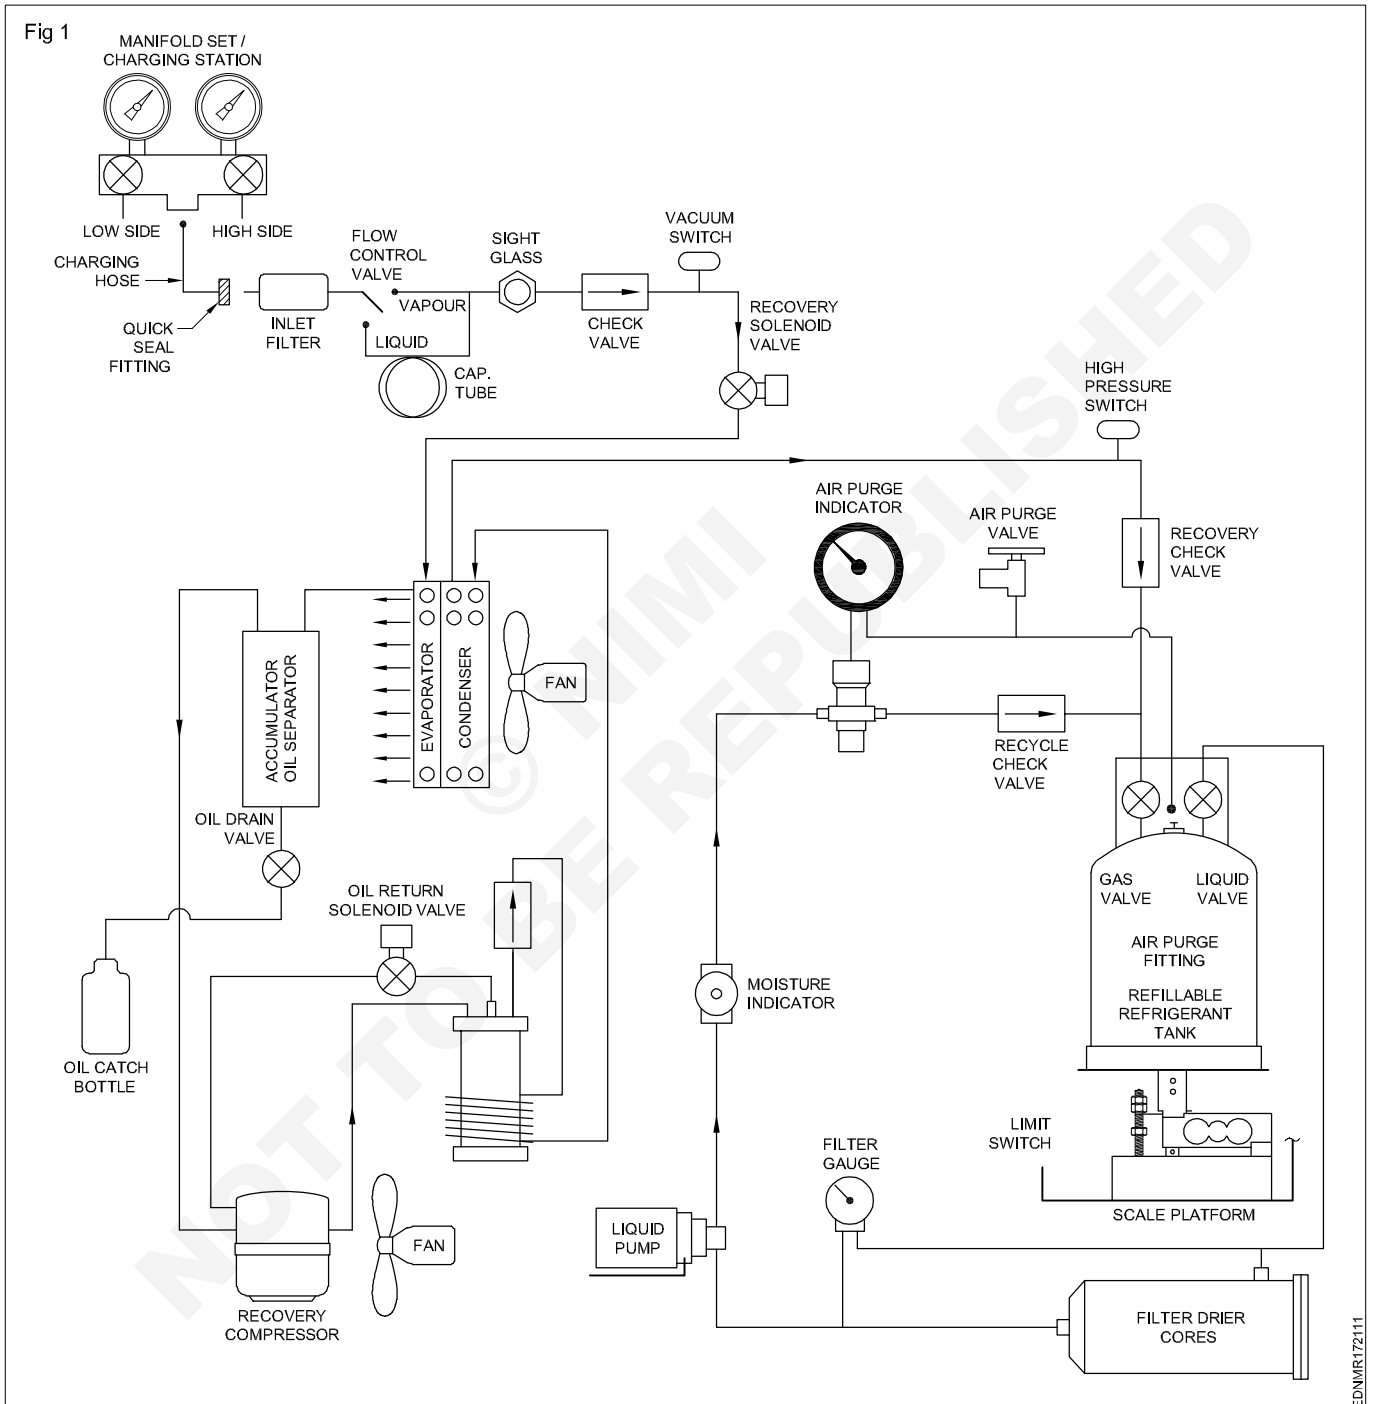 Fig 1
MANIFOLD SET /
CHARGING STATION
LOW SIDE
HIGH SIDE
CHARGING
HOSE
QUICK
SEAL
FITTING
INLET
FILTER
FLOW
CONTROL
VALVE
VAPOUR
LIQUID
CAP.
TUBE
SIGHT
GLASS
CHECK
VALVE
VACUUM
SWITCH
RECOVERY
SOLENOID
VALVE
HIGH
PRESSURE
SWITCH
AIR PURGE
INDICATOR
AIR PURGE
VALVE
RECOVERY
CHECK
VALVE
ACCUMULATOR
OIL SEPARATOR
EVAPORATOR
CONDENSER
FAN
RECYCLE
CHECK
VALVE
OIL DRAIN
VALVE
OIL RETURN
SOLENOID VALVE
GAS
VALVE
LIQUID
VALVE
AIR PURGE
FITTING
REFILLABLE
REFRIGERANT
TANK
MOISTURE
INDICATOR
OIL CATCH
BOTTLE
LIMIT
SWITCH
FILTER
GAUGE
SCALE PLATFORM
LIQUID
PUMP
FAN
RECOVERY
COMPRESSOR
FILTER DRIER
CORES
EDNMR172111
© NIMI
NOT TO BE REPUBLISHED